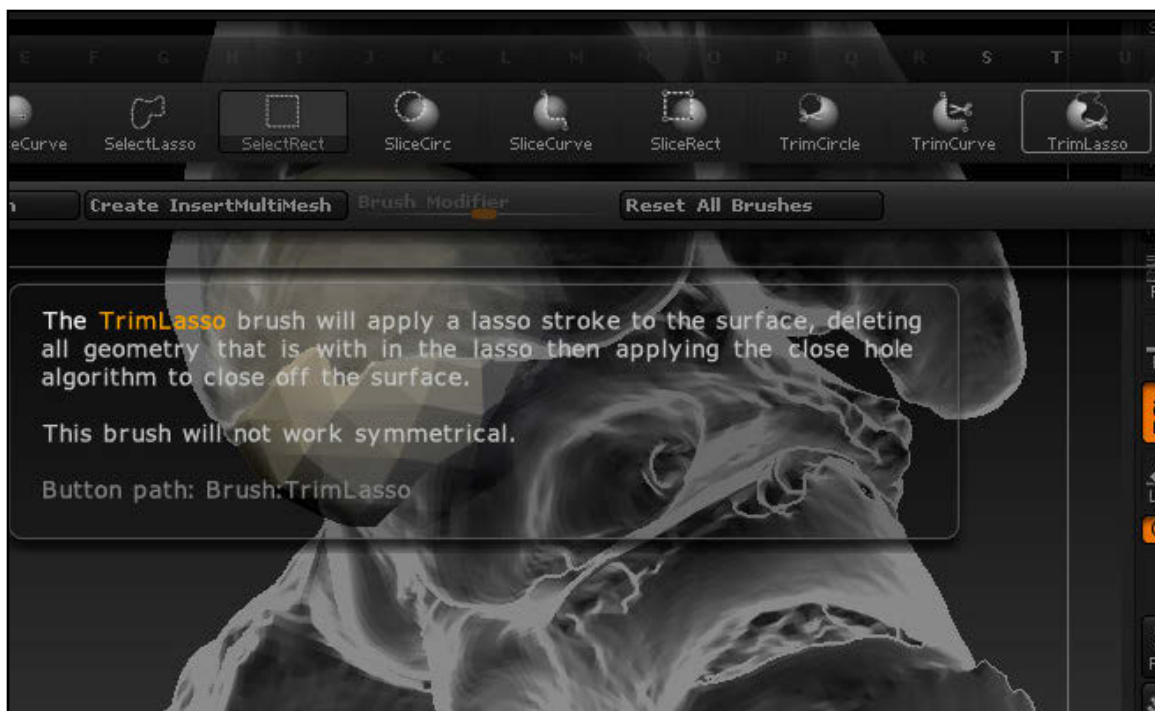 E F G H I J K L M N O P Q R S T U
eCurve SelectLasso SelectRect SliceCirc SliceCurve SliceRect TrimCircle TrimCurve TrimLasso
Create InsertMultiMesh Brush Modifier Reset All Brushes
The TrimLasso brush will apply a lasso stroke to the surface, deleting
all geometry that is with in the lasso then applying the close hole
algorithm to close off the surface.
This brush will not work symmetrical.
Button path: Brush:TrimLasso